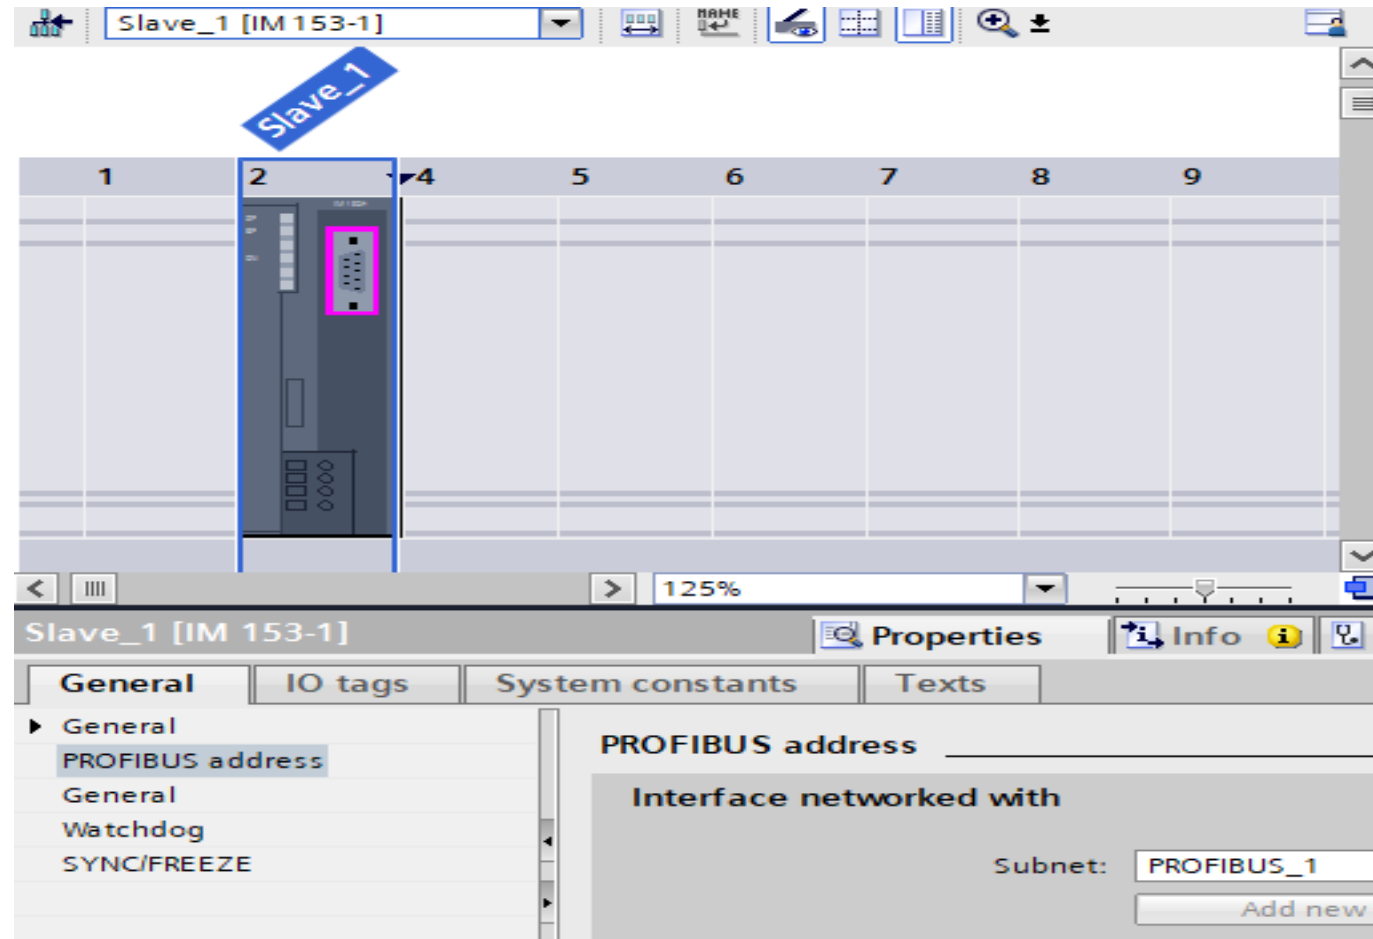 Slave_1 [IM 153-1]
NAME
Slave_1
1 2 4 5 6 7 8 9
125%
Slave_1 [IM 153-1] Properties Info
General IO tags System constants Texts
General
PROFIBUS address
General
Watchdog
SYNC/FREEZE
PROFIBUS address
Interface networked with
Subnet: PROFIBUS_1
Add new